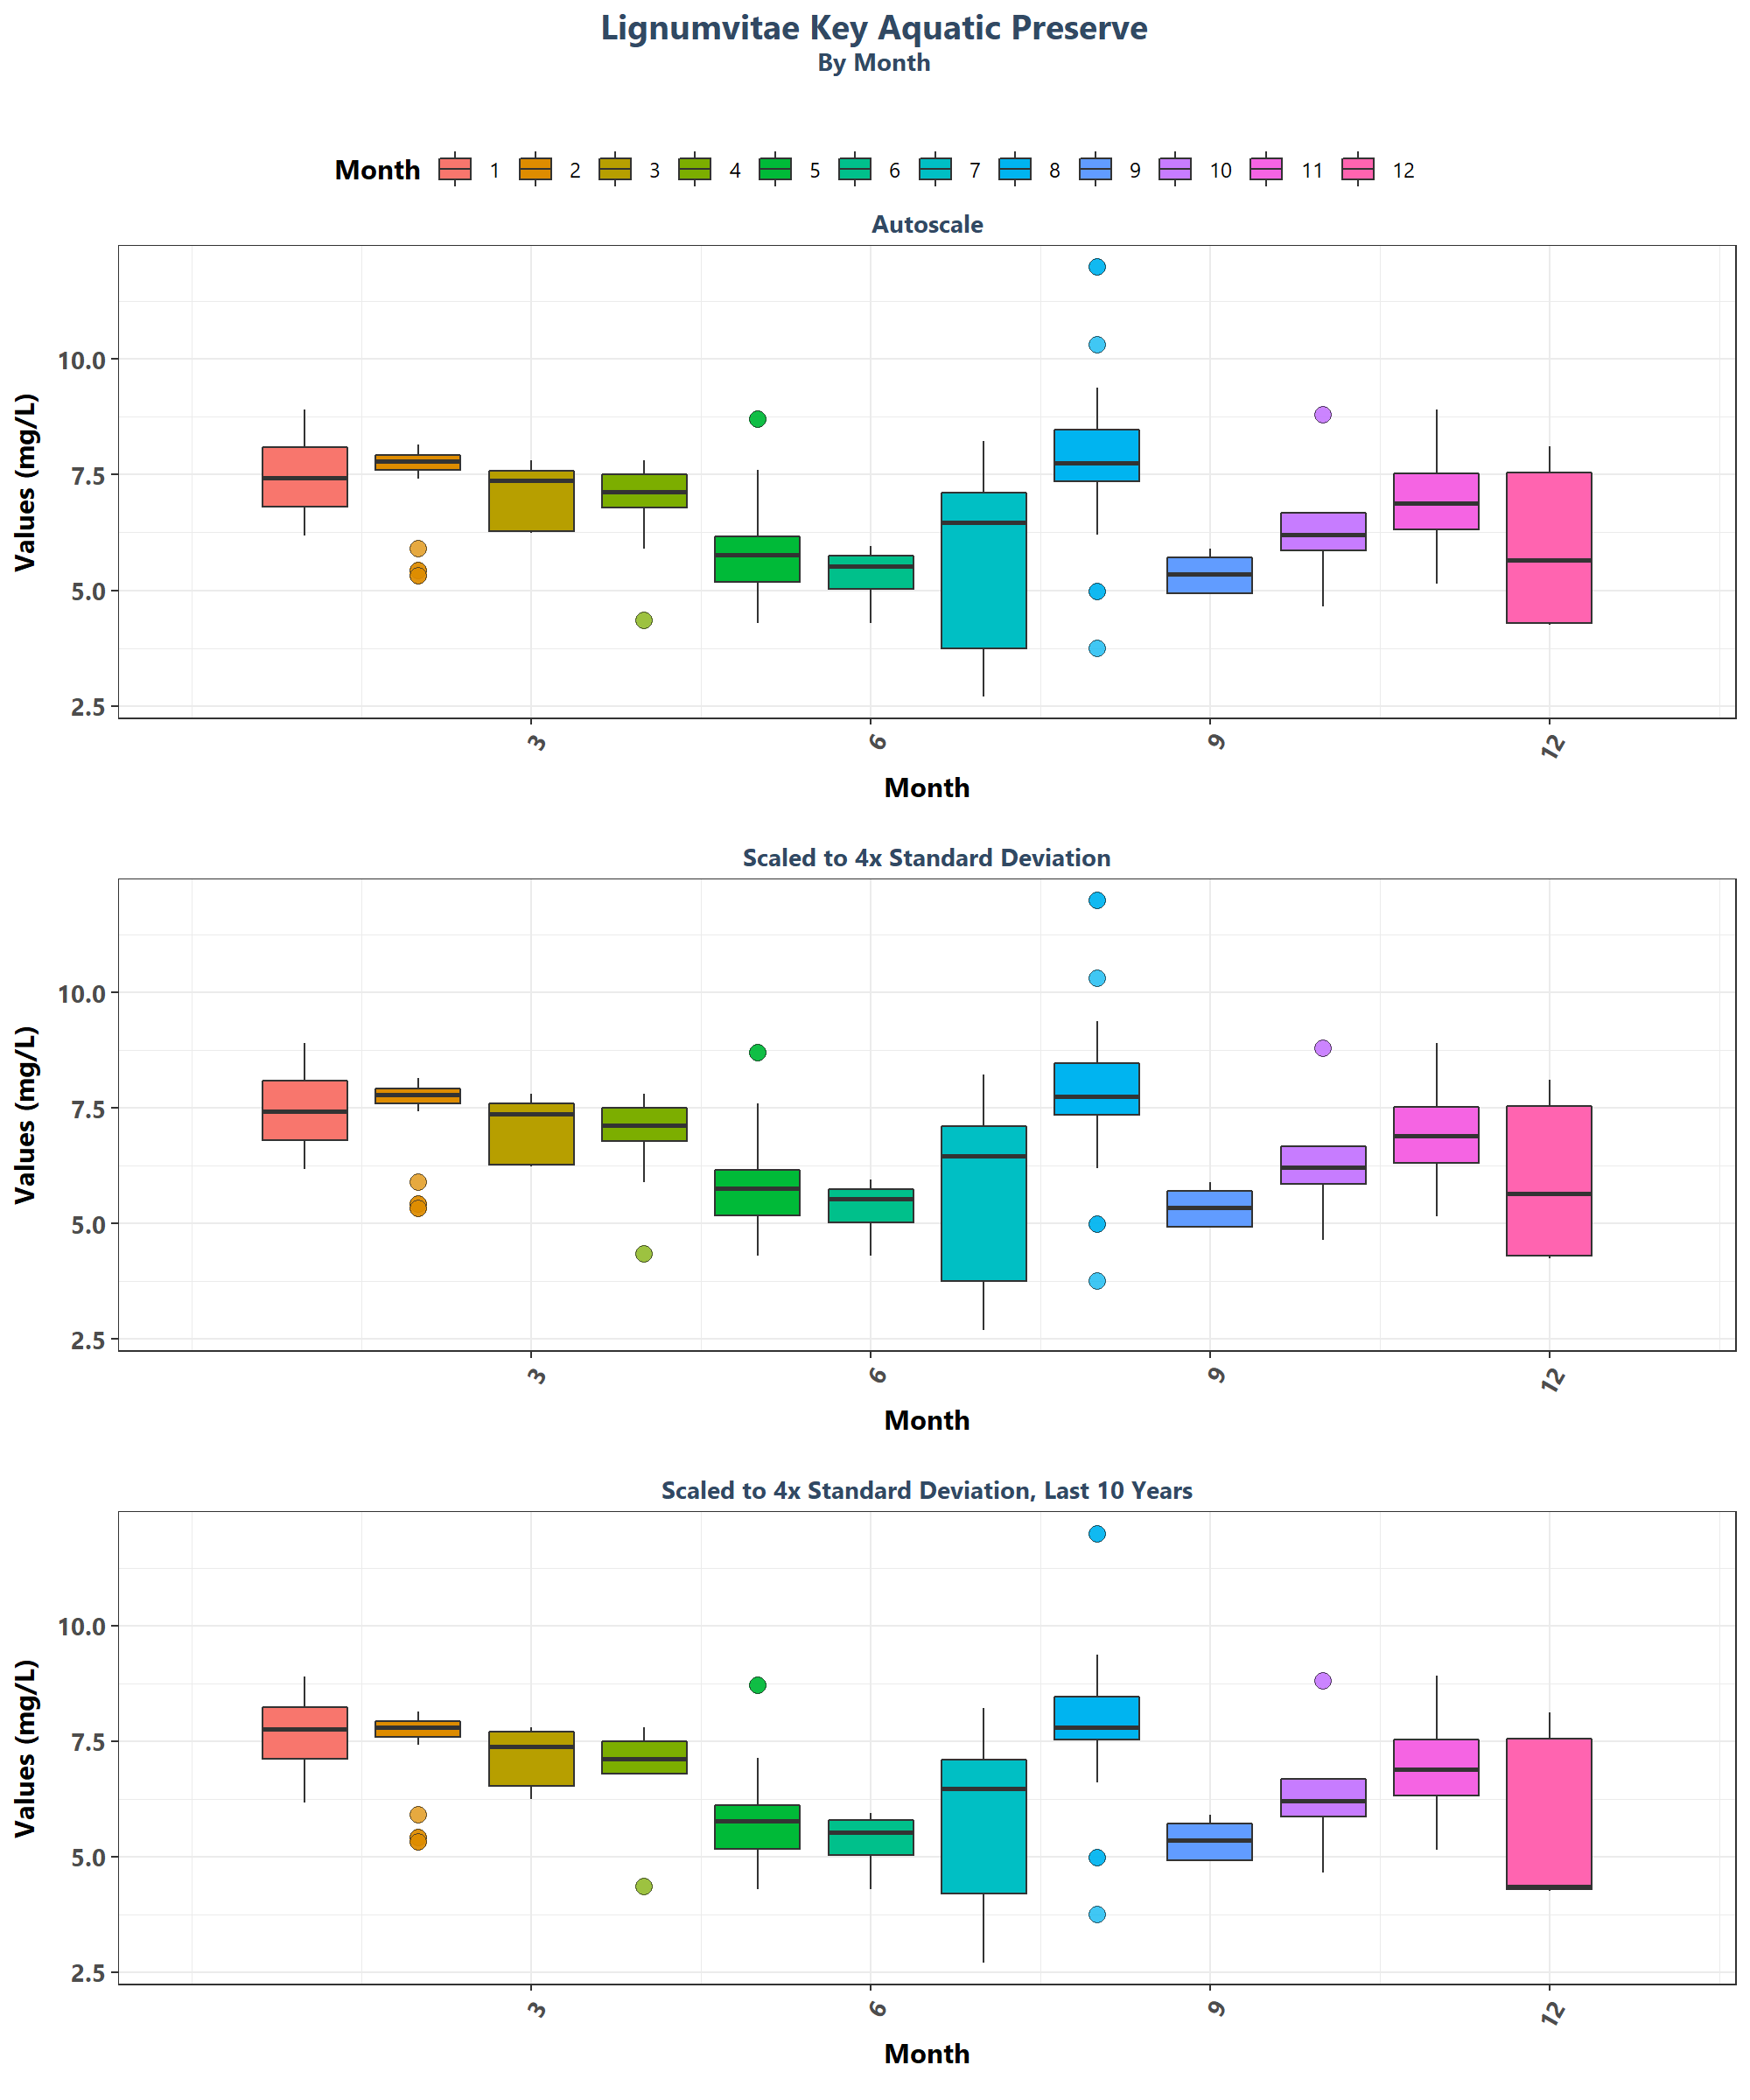 Lignumvitae Key Aquatic Preserve
By Month
Month 1 2 3 4 5 6 7 8 9 10 11 12
Autoscale
Values (mg/L)
10.0
7.5
5.0
2.5
3 6 9 12
Month
Scaled to 4x Standard Deviation
Values (mg/L)
10.0
7.5
5.0
2.5
3 6 9 12
Month
Scaled to 4x Standard Deviation, Last 10 Years
Values (mg/L)
10.0
7.5
5.0
2.5
3 6 9 12
Month